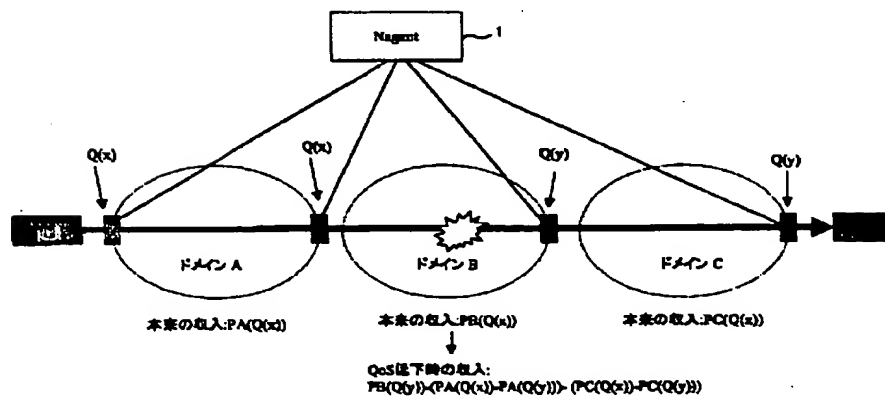 Nagent
1
Q(x)
Q(x)
Q(y)
Q(y)
ドメイン A
ドメイン B
ドメイン C
本来の収入:PA(Q(x))
本来の収入:PB(Q(x))
本来の収入:PC(Q(x))
QoS低下時の収入:
PB(Q(y))-(PA(Q(x))-PA(Q(y)))- (PC(Q(x))-PC(Q(y)))